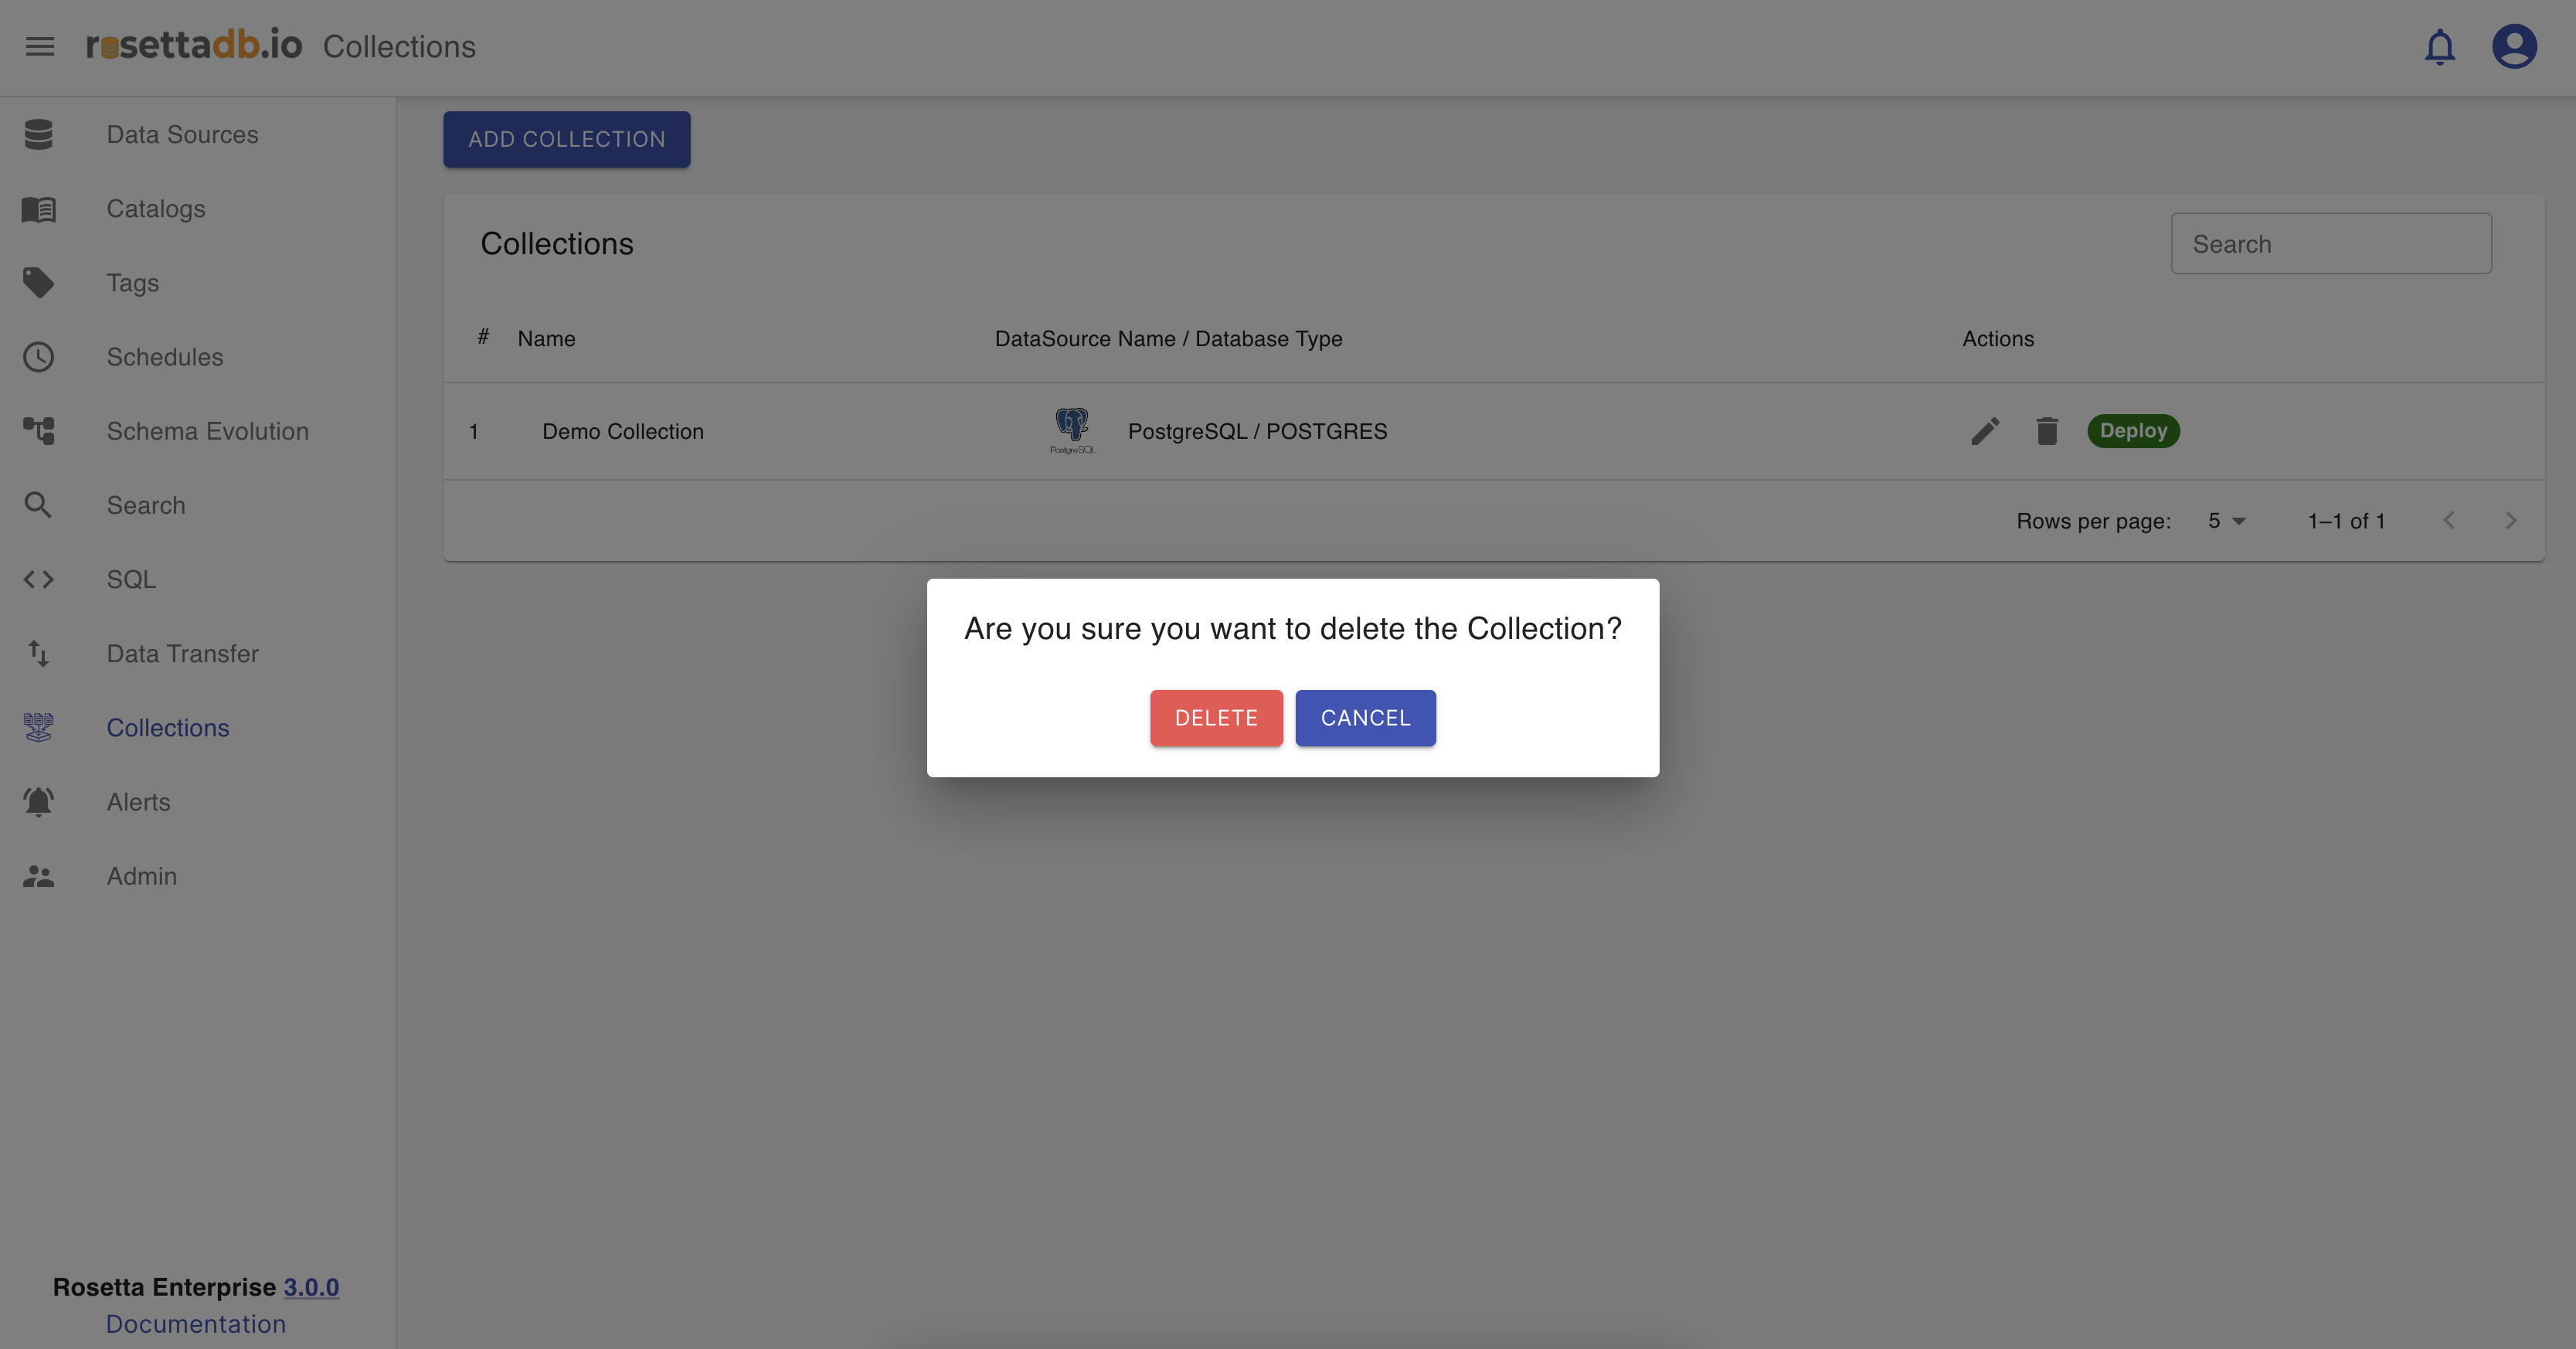 rosettadb.io Collections
Data Sources
Catalogs
Tags
Schedules
Schema Evolution
Search
SQL
Data Transfer
Collections
Alerts
Admin
Rosetta Enterprise 3.0.0
Documentation
ADD COLLECTION
Collections
Search
# Name DataSource Name / Database Type Actions
1 Demo Collection PostgreSQL PostgreSQL / POSTGRES Deploy
Rows per page: 5 1–1 of 1
Are you sure you want to delete the Collection?
DELETE CANCEL